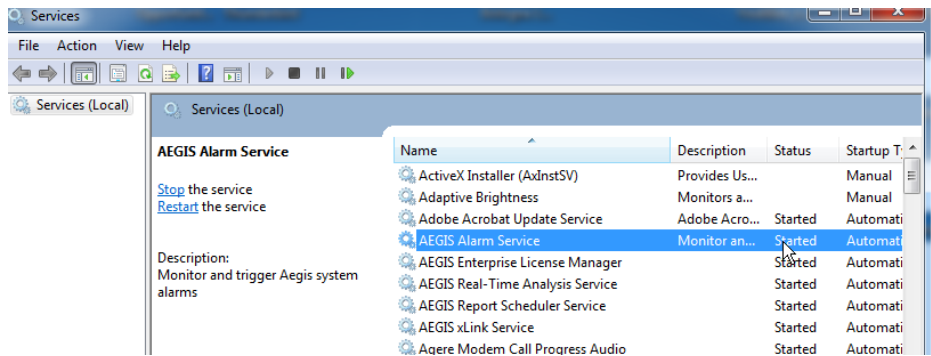 Services
File Action View Help
Services (Local)
Services (Local)
AEGIS Alarm Service
Stop the service
Restart the service
Description:
Monitor and trigger Aegis system
alarms
Name Description Status Startup T
ActiveX Installer (AxInstSV) Provides Us... Manual
Adaptive Brightness Monitors a... Manual
Adobe Acrobat Update Service Adobe Acro... Started Automati
AEGIS Alarm Service Monitor an... Started Automati
AEGIS Enterprise License Manager Started Automati
AEGIS Real-Time Analysis Service Started Automati
AEGIS Report Scheduler Service Started Automati
AEGIS xLink Service Started Automati
Agere Modem Call Progress Audio Started Automati